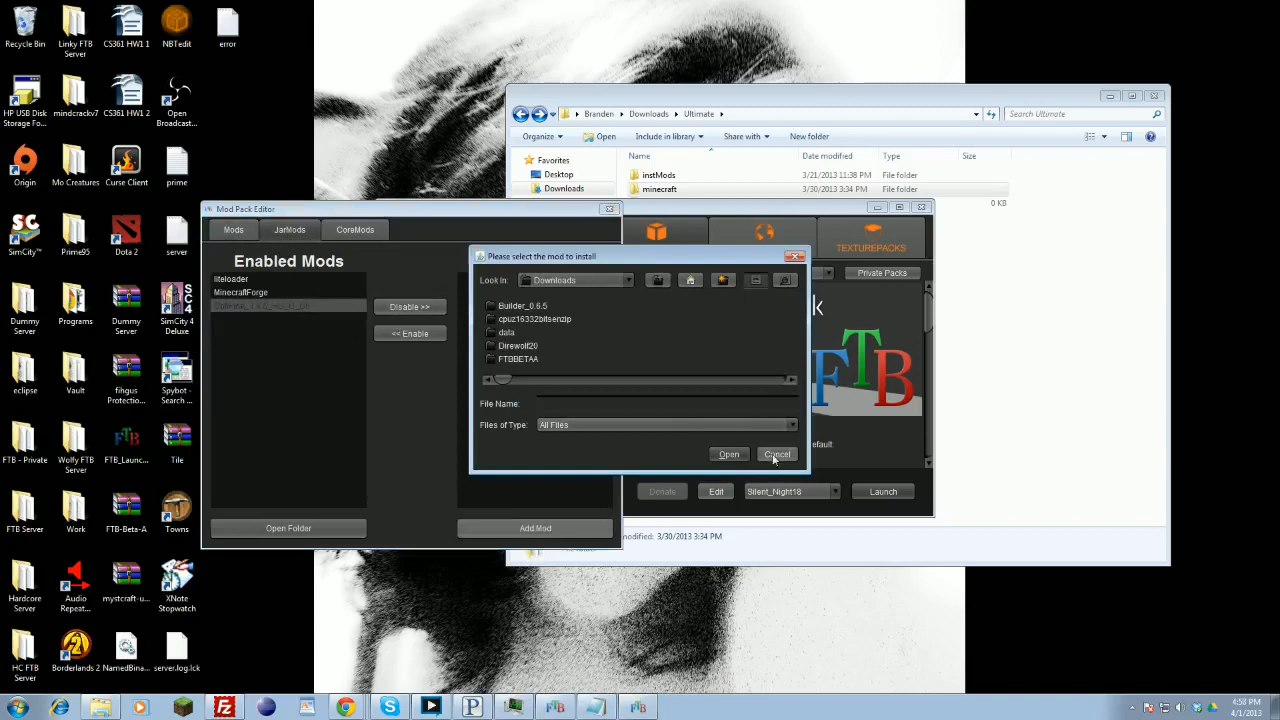 Recycle Bin
Linky FTB Server
CS361 HW1 1
NBTedit
error
HP USB Disk Storage Fo...
mindcrackv7
CS361 HW1 2
Open Broadcast...
Origin
Mo Creatures
Curse Client
prime
SimCity™
Prime95
Dota 2
server
Dummy Server
Programs
Dummy Server
SimCity 4 Deluxe
eclipse
Vault
fihgus Protectio...
Spybot - Search ...
FTB - Private
Wolfy FTB Server
FTB_Launc...
Tile
FTB Server
Work
FTB-Beta-A
Towns
Hardcore Server
Audio Repeat...
mystcraft-u...
XNote Stopwatch
HC FTB Server
Borderlands 2
NamedBina...
server.log.lck
Branden
Downloads
Ultimate
Search Ultimate
Organize
Open
Include in library
Share with
New folder
Favorites
Desktop
Downloads
Name
Date modified
Type
Size
instMods
3/21/2013 11:38 PM
File folder
minecraft
3/30/2013 3:34 PM
File folder
0 KB
modified: 3/30/2013 3:34 PM
Mod Pack Editor
Mods
JarMods
CoreMods
Enabled Mods
liteloader
MinecraftForge
Disable >>
<< Enable
Open Folder
Add Mod
TEXTUREPACKS
Private Packs
k
FTB
efault:
Donate
Edit
Silent_Night18
Launch
Please select the mod to install
Look In:
Downloads
Builder_0.6.5
cpuz16332bitsenzip
data
Direwolf20
FTBBETAA
File Name:
Files of Type:
All Files
Open
Cancel
4:58 PM
4/1/2013